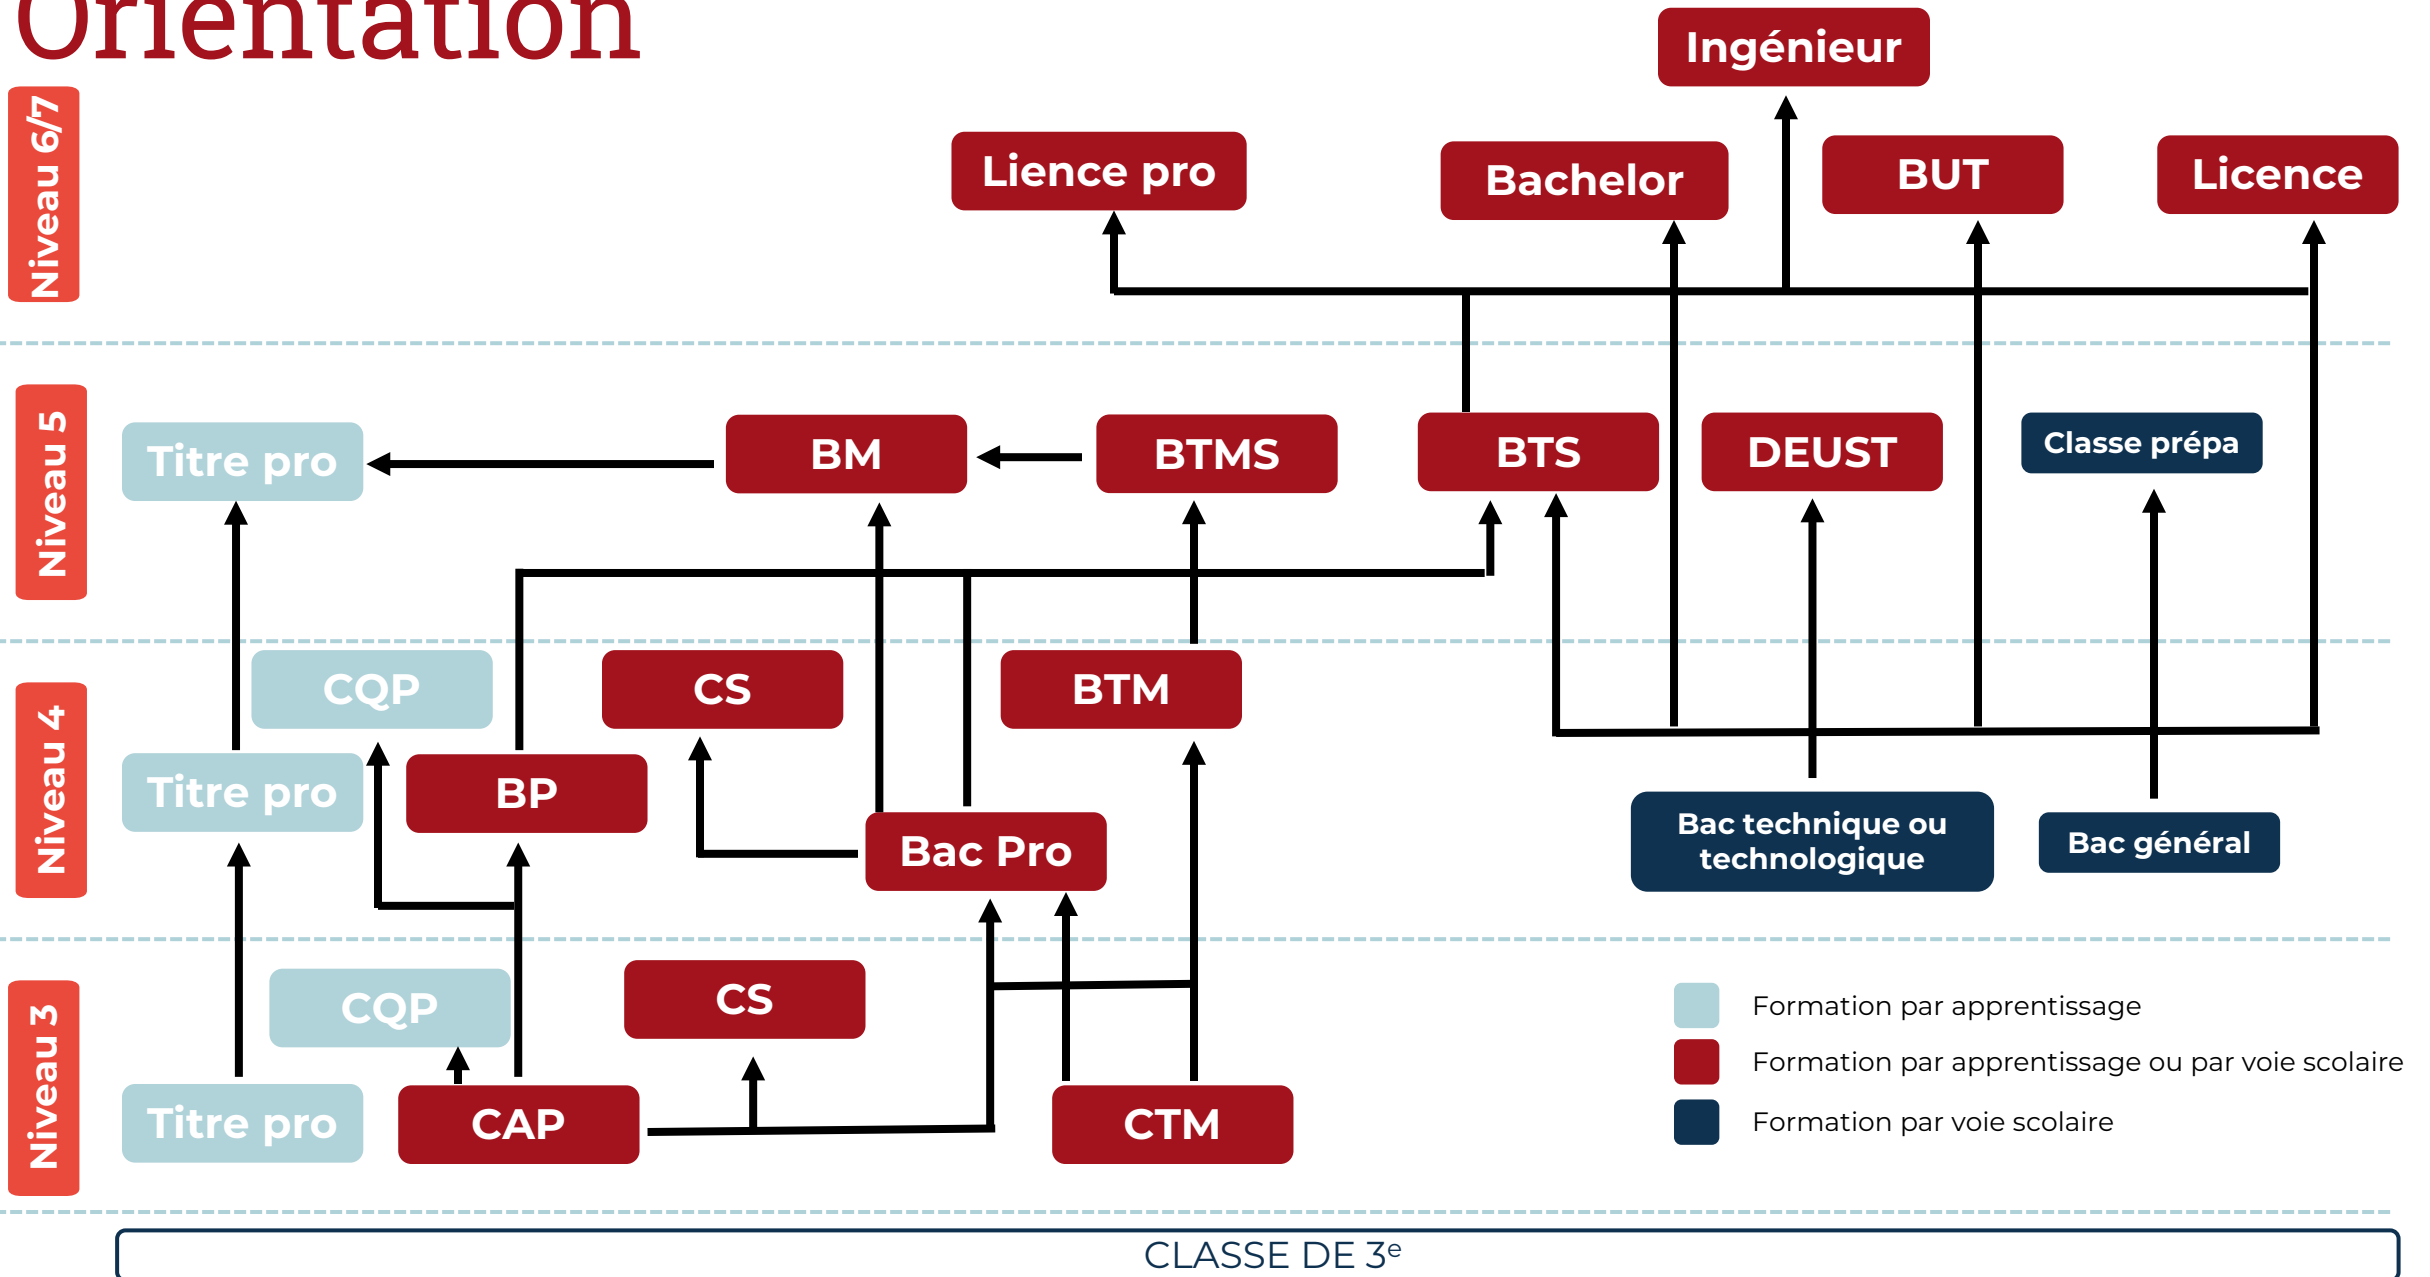 Orientation
Niveau 6/7
Ingénieur
Lience pro
Bachelor
BUT
Licence
Niveau 5
Titre pro
BM
BTMS
BTS
DEUST
Classe prépa
Niveau 4
CQP
CS
BTM
Titre pro
BP
Bac Pro
Bac technique ou
technologique
Bac général
Niveau 3
CQP
CS
Titre pro
CAP
CTM
Formation par apprentissage
Formation par apprentissage ou par voie scolaire
Formation par voie scolaire
CLASSE DE 3ᵉ